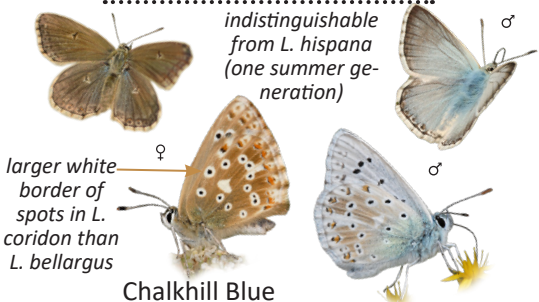 indistinguishable
from L. hispana
(one summer ge-
neration)
♂
♀
♂
larger white
border of
spots in L.
coridon than
L. bellargus
Chalkhill Blue